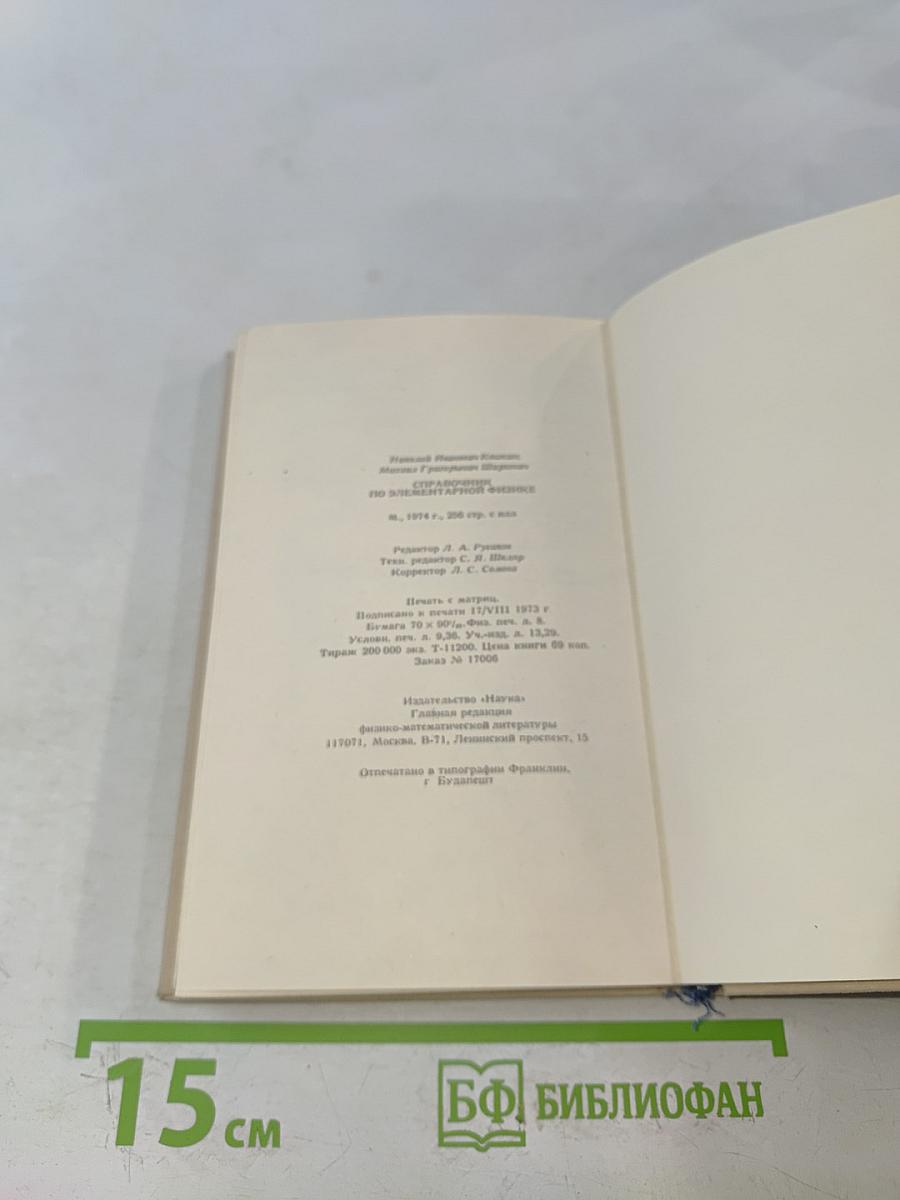 Николай Иванович Кошкин,
Михаил Григорьевич Ширкевич
СПРАВОЧНИК
ПО ЭЛЕМЕНТАРНОЙ ФИЗИКЕ
М., 1974 г., 256 стр. с илл
Редактор Л. А. Русаков
Техн. редактор С. Я. Шкляр
Корректор Л. С. Сомова
Печать с матриц.
Подписано к печати 17/VIII 1973 г
Бумага 70 × 90¹/₃₂. Физ. печ. л. 8.
Условн. печ. л. 9,36. Уч.-изд. л. 13,29.
Тираж 200 000 экз. Т-11200. Цена книги 69 коп.
Заказ № 17006
Издательство «Наука»
Главная редакция
физико-математической литературы
117071, Москва, В-71, Ленинский проспект, 15
Отпечатано в типографии Франклин,
г Будапешт
15 см
БФ БИБЛИОФАН